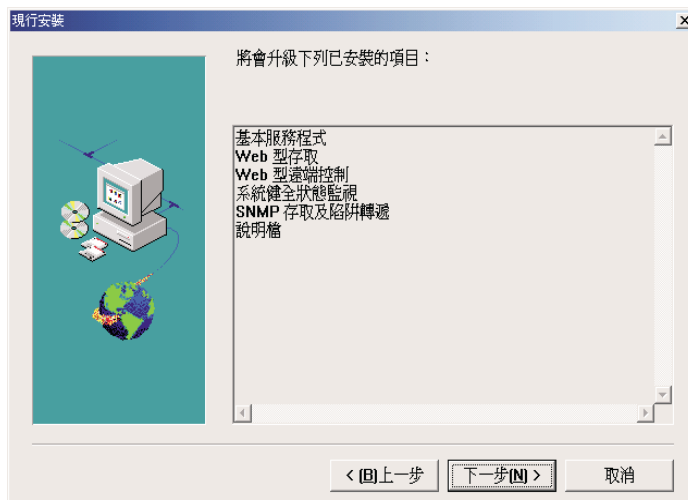 現行安裝
將會升級下列已安裝的項目：
基本服務程式
Web 型存取
Web 型遠端控制
系統健全狀態監視
SNMP 存取及陷阱轉遞
說明檔
< (B)上一步
下一步(N) >
取消